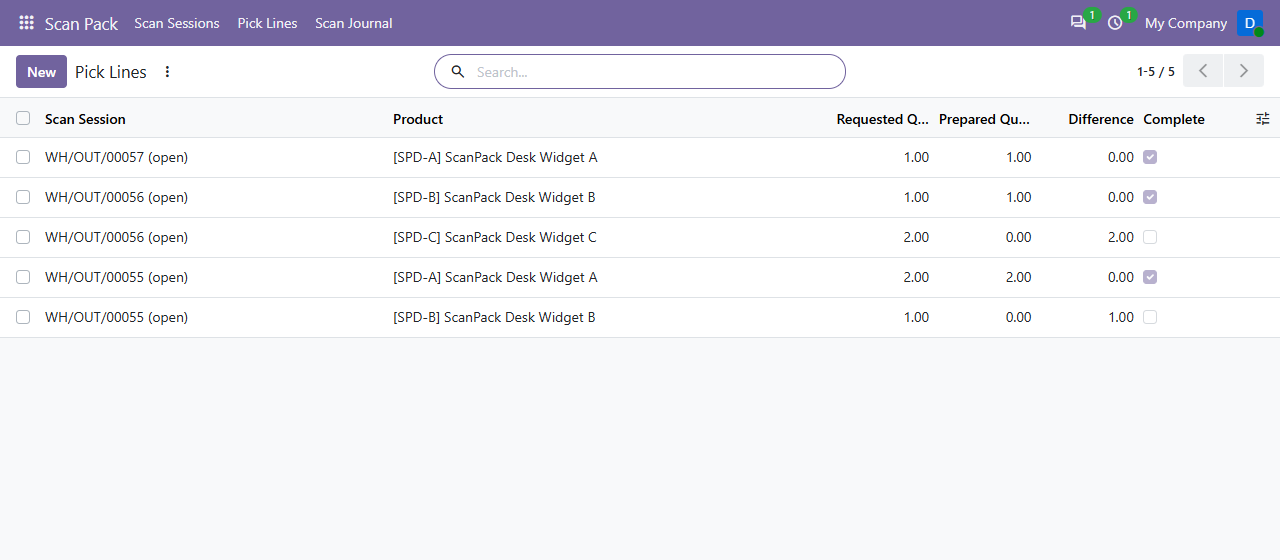 Scan Pack Scan Sessions Pick Lines Scan Journal 1 1 My Company D
New Pick Lines Search... 1-5 / 5
Scan Session Product Requested Q... Prepared Qu... Difference Complete
WH/OUT/00057 (open) [SPD-A] ScanPack Desk Widget A 1.00 1.00 0.00
WH/OUT/00056 (open) [SPD-B] ScanPack Desk Widget B 1.00 1.00 0.00
WH/OUT/00056 (open) [SPD-C] ScanPack Desk Widget C 2.00 0.00 2.00
WH/OUT/00055 (open) [SPD-A] ScanPack Desk Widget A 2.00 2.00 0.00
WH/OUT/00055 (open) [SPD-B] ScanPack Desk Widget B 1.00 0.00 1.00